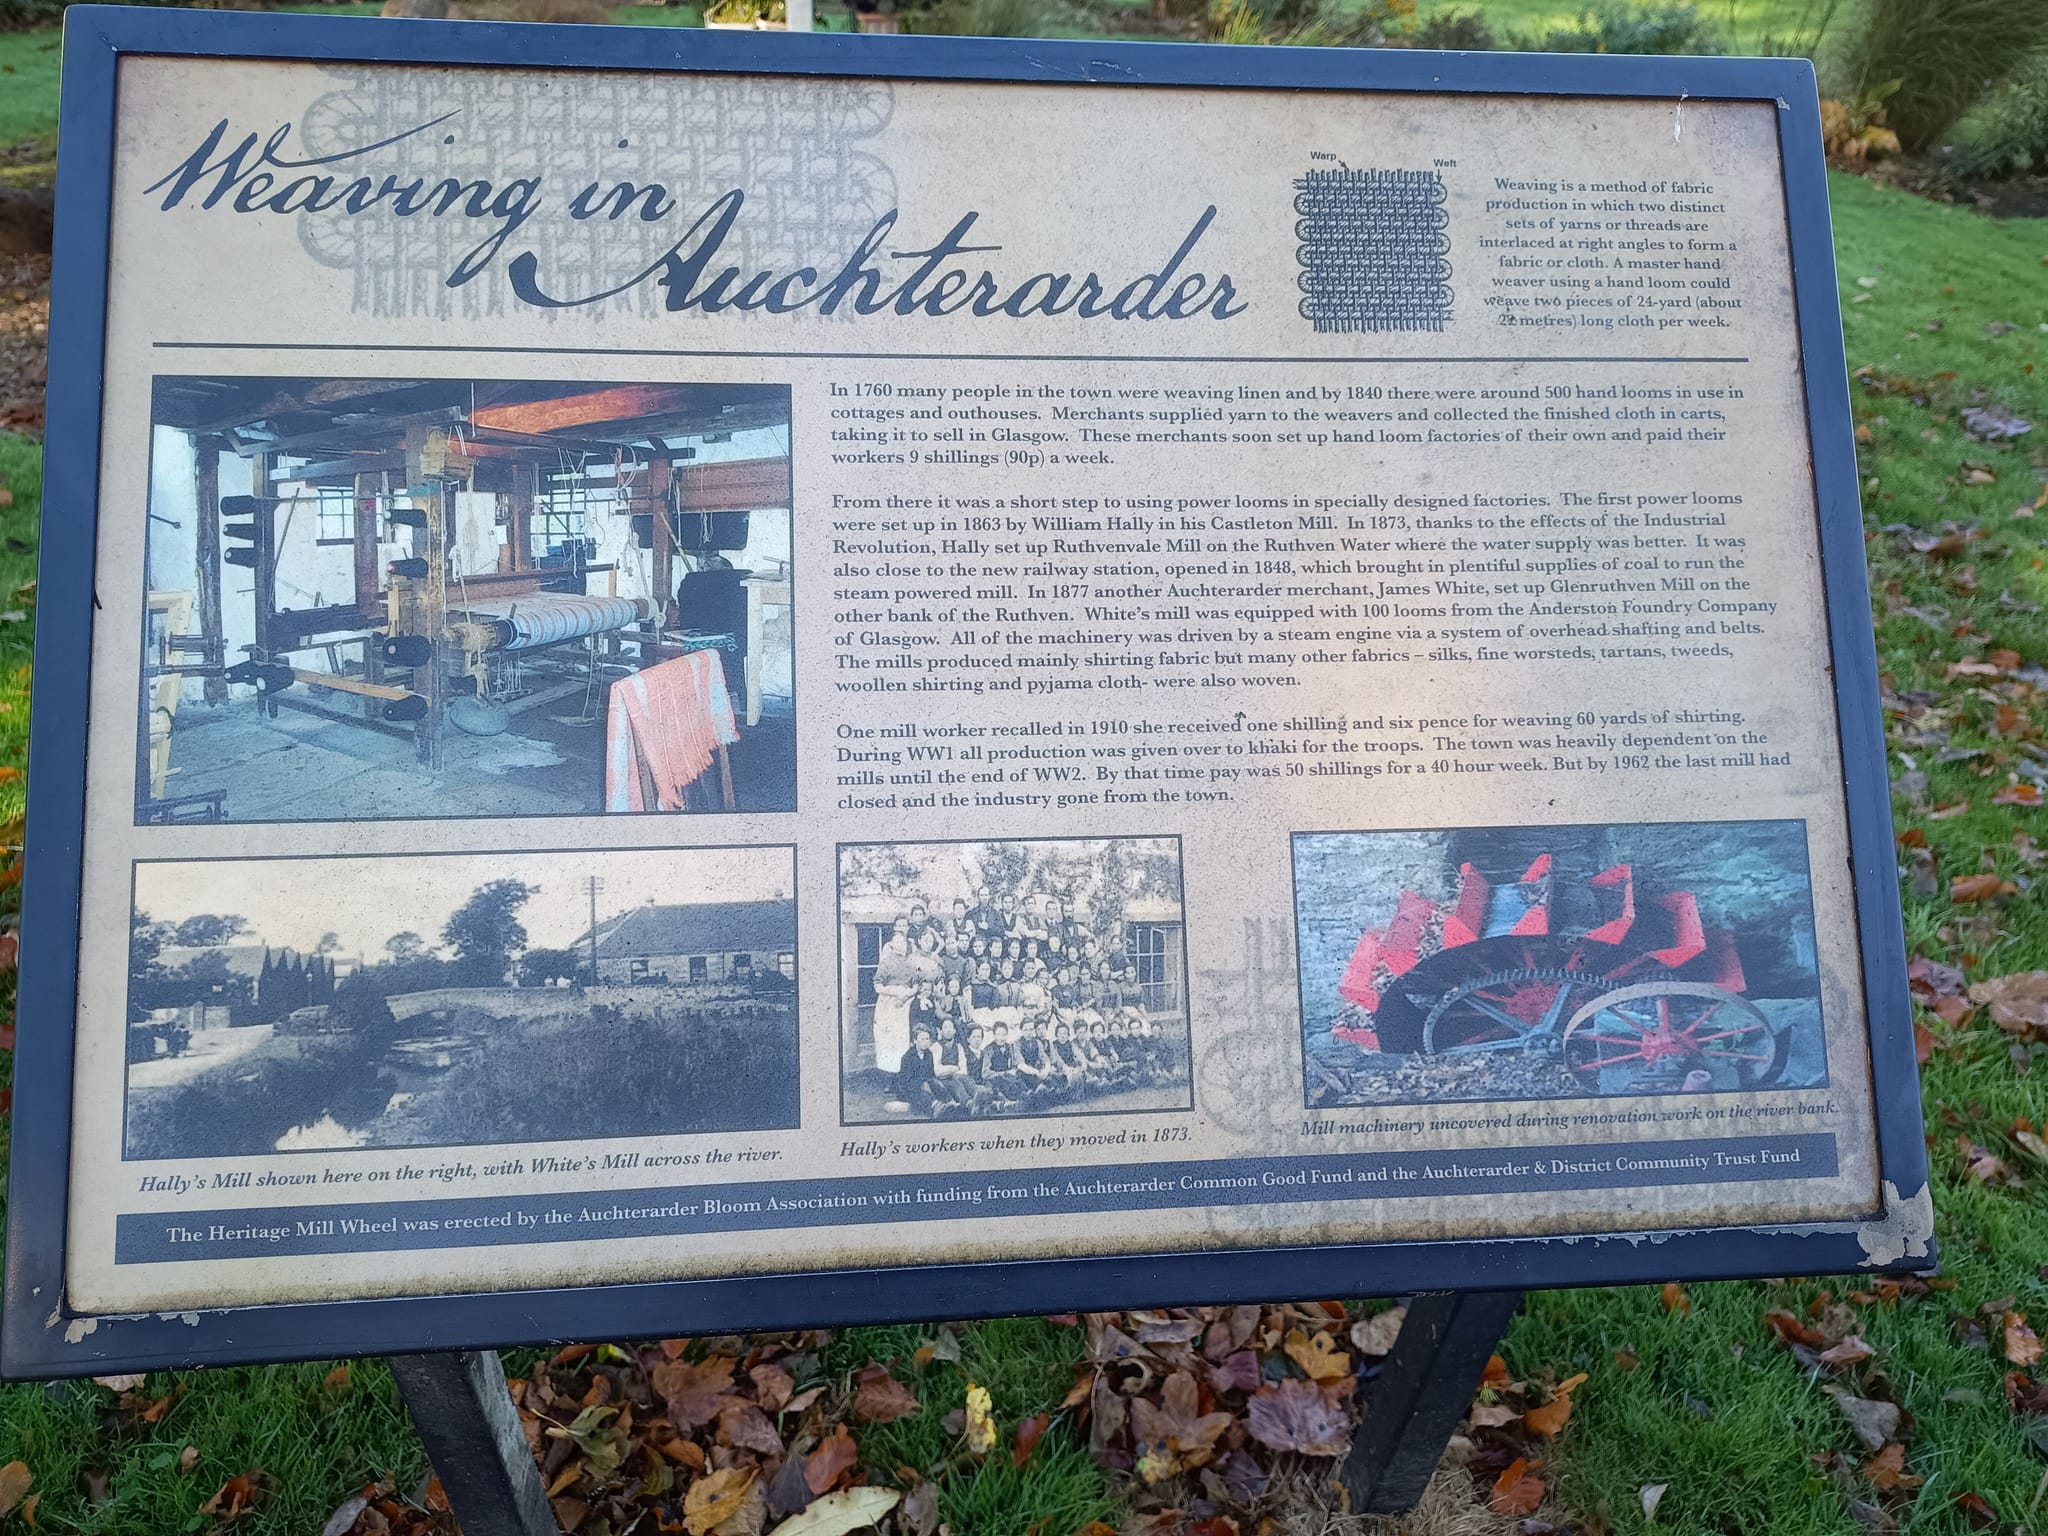 Weaving in
Auchterarder
Warp
Weft
Weaving is a method of fabric
production in which two distinct
sets of yarns or threads are
interlaced at right angles to form a
fabric or cloth. A master hand
weaver using a hand loom could
weave two pieces of 24-yard (about
22 metres) long cloth per week.
In 1760 many people in the town were weaving linen and by 1840 there were around 500 hand looms in use in
cottages and outhouses. Merchants supplied yarn to the weavers and collected the finished cloth in carts,
taking it to sell in Glasgow. These merchants soon set up hand loom factories of their own and paid their
workers 9 shillings (90p) a week.
From there it was a short step to using power looms in specially designed factories. The first power looms
were set up in 1863 by William Hally in his Castleton Mill. In 1873, thanks to the effects of the Industrial
Revolution, Hally set up Ruthvenvale Mill on the Ruthven Water where the water supply was better. It was
also close to the new railway station, opened in 1848, which brought in plentiful supplies of coal to run the
steam powered mill. In 1877 another Auchterarder merchant, James White, set up Glenruthven Mill on the
other bank of the Ruthven. White's mill was equipped with 100 looms from the Anderston Foundry Company
of Glasgow. All of the machinery was driven by a steam engine via a system of overhead shafting and belts.
The mills produced mainly shirting fabric but many other fabrics – silks, fine worsteds, tartans, tweeds,
woollen shirting and pyjama cloth- were also woven.
One mill worker recalled in 1910 she received one shilling and six pence for weaving 60 yards of shirting.
During WW1 all production was given over to khaki for the troops. The town was heavily dependent on the
mills until the end of WW2. By that time pay was 50 shillings for a 40 hour week. But by 1962 the last mill had
closed and the industry gone from the town.
Hally's Mill shown here on the right, with White's Mill across the river.
Hally's workers when they moved in 1873.
Mill machinery uncovered during renovation work on the river bank.
The Heritage Mill Wheel was erected by the Auchterarder Bloom Association with funding from the Auchterarder Common Good Fund and the Auchterarder & District Community Trust Fund